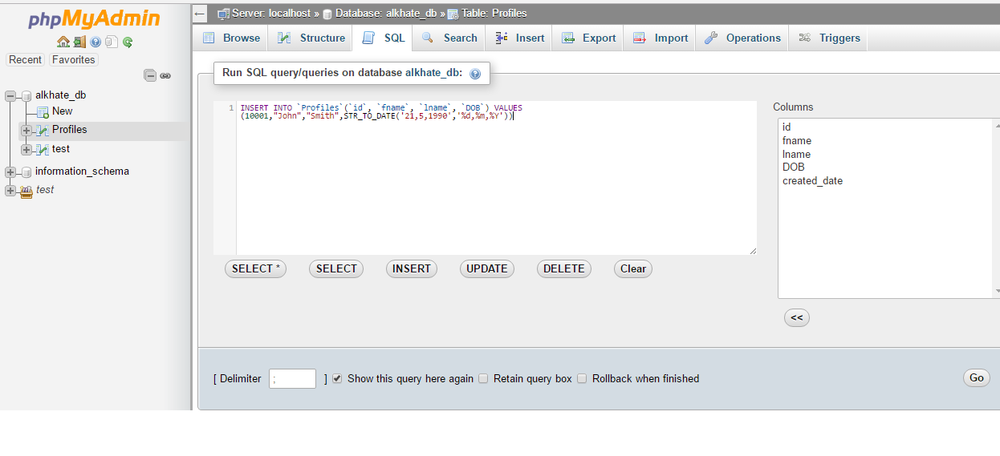 phpMyAdmin
Recent Favorites
alkhate_db
New
Profiles
test
information_schema
test
Server: localhost » Database: alkhate_db » Table: Profiles
Browse Structure SQL Search Insert Export Import Operations Triggers
Run SQL query/queries on database alkhate_db:
1 INSERT INTO `Profiles`(`id`, `fname`, `lname`, `DOB`) VALUES
(10001,"John","Smith",STR_TO_DATE('21,5,1990','%d,%m,%Y'))
Columns
id
fname
lname
DOB
created_date
SELECT * SELECT INSERT UPDATE DELETE Clear
<<
[ Delimiter ; ] Show this query here again Retain query box Rollback when finished Go